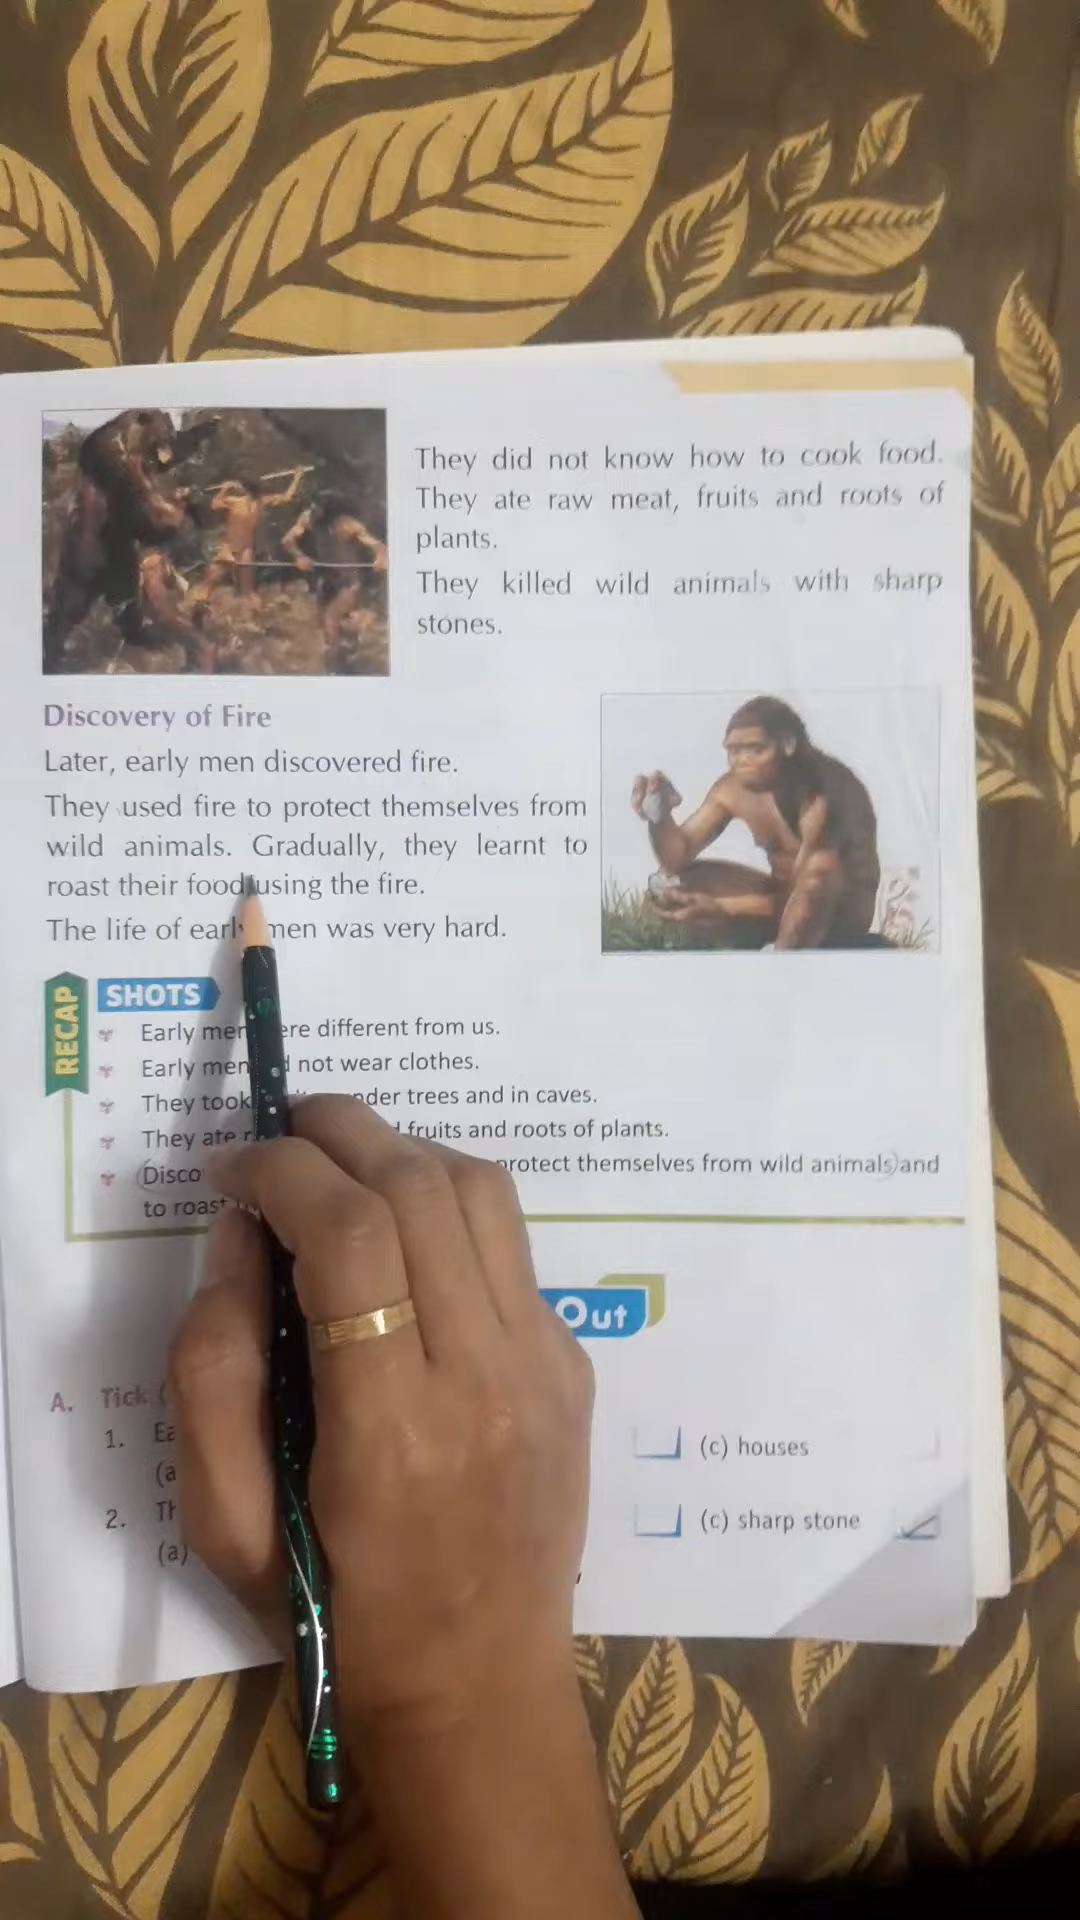 They did not know how to cook food.
They ate raw meat, fruits and roots of
plants.
They killed wild animals with sharp
stones.
Discovery of Fire
Later, early men discovered fire.
They used fire to protect themselves from
wild animals. Gradually, they learnt to
roast their food using the fire.
The life of early men was very hard.
RECAP
SHOTS
Early men were different from us.
Early men not wear clothes.
They took under trees and in caves.
They ate fruits and roots of plants.
protect themselves from wild animals and
to roast
Out
A. Tick (
1.
(a (c) houses
2.
(a) (c) sharp stone